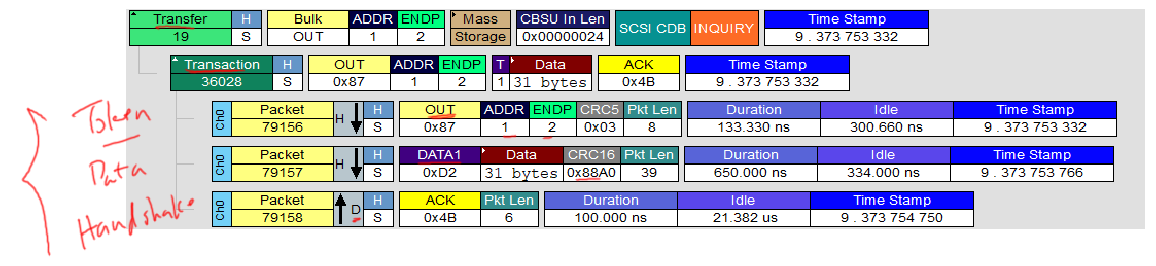 Transfer H Bulk ADDR ENDP Mass CBSU In Len SCSI CDB INQUIRY Time Stamp
19 S OUT 1 2 Storage 0x00000024 9 . 373 753 332
Transaction H OUT ADDR ENDP T Data ACK Time Stamp
36028 S 0x87 1 2 1 31 bytes 0x4B 9 . 373 753 332
Token
Ch0 Packet H H OUT ADDR ENDP CRC5 Pkt Len Duration Idle Time Stamp
79156 S 0x87 1 2 0x03 8 133.330 ns 300.660 ns 9 . 373 753 332
Data
Ch0 Packet H H DATA1 Data CRC16 Pkt Len Duration Idle Time Stamp
79157 S 0xD2 31 bytes 0x88A0 39 650.000 ns 334.000 ns 9 . 373 753 766
Handshake
Ch0 Packet D H ACK Pkt Len Duration Idle Time Stamp
79158 S 0x4B 6 100.000 ns 21.382 us 9 . 373 754 750